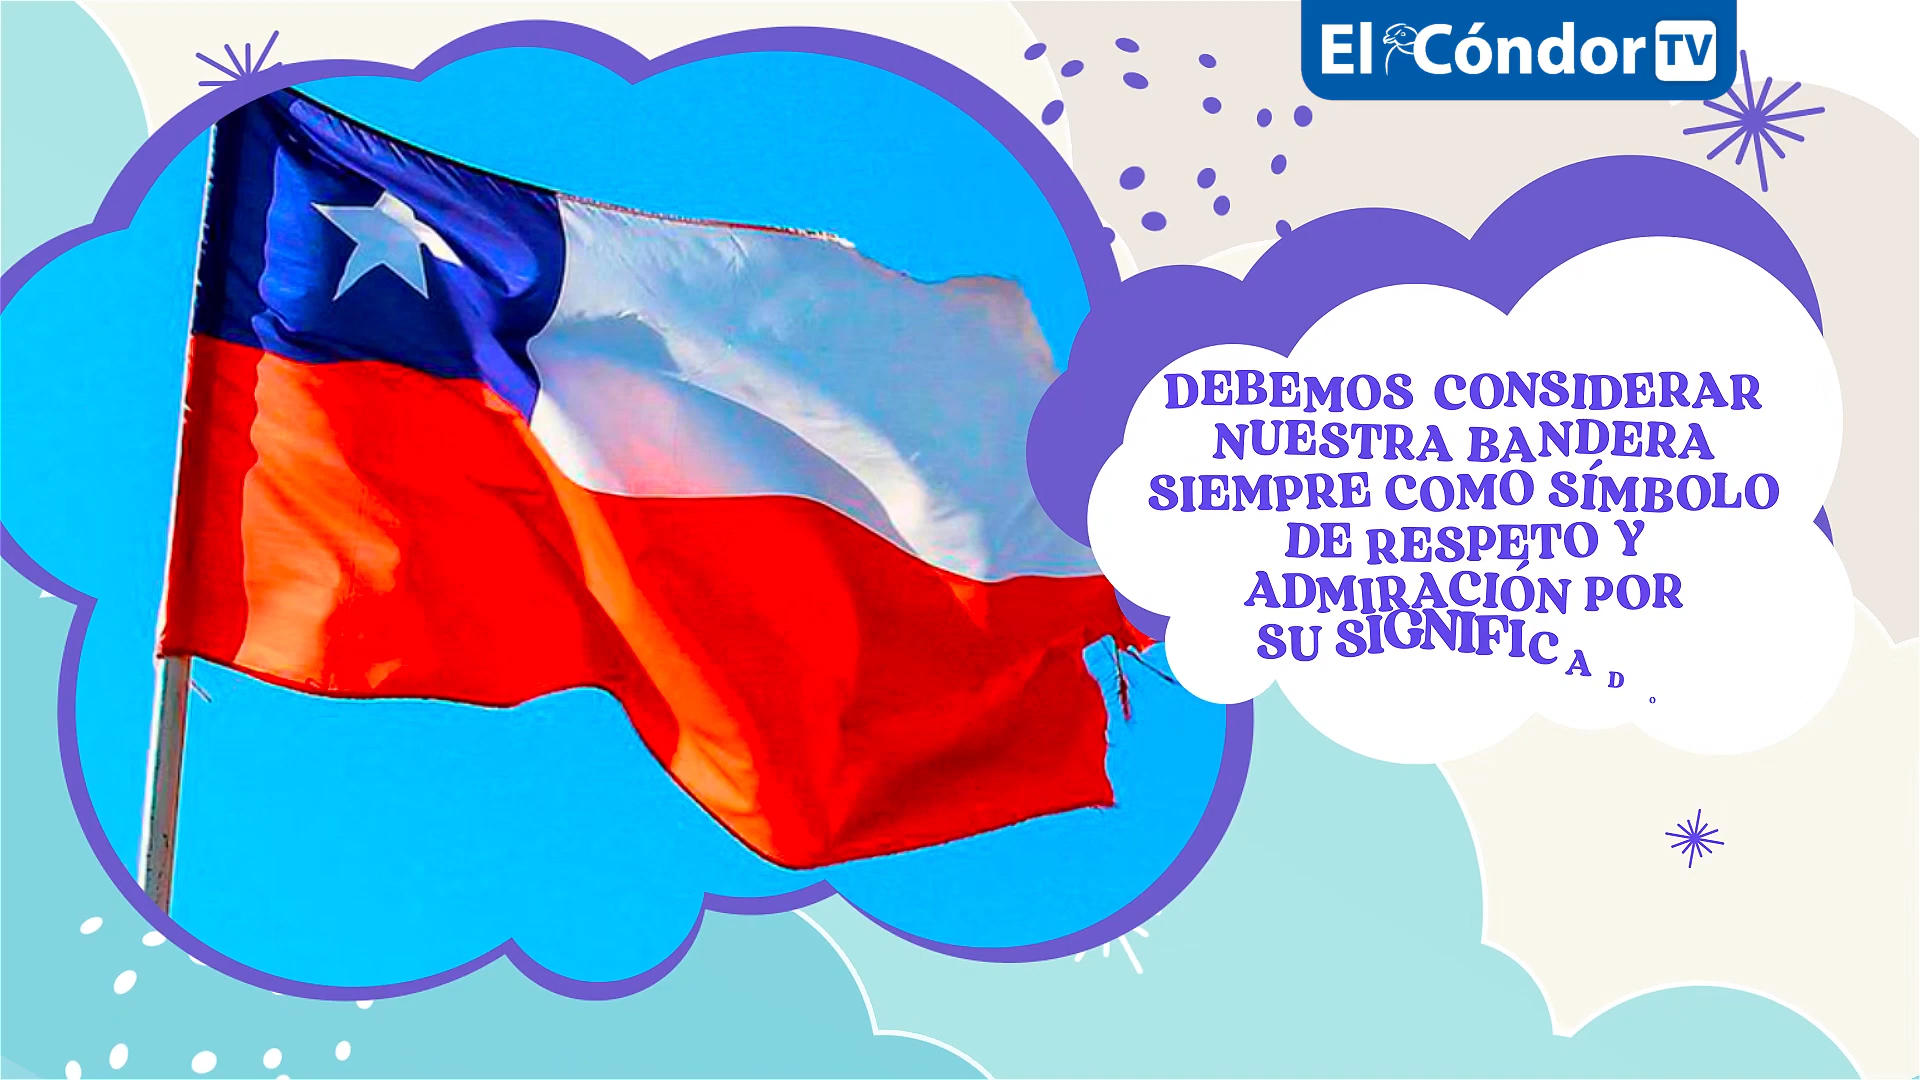 El Cóndor TV
DEBEMOS CONSIDERAR
NUESTRA BANDERA
SIEMPRE COMO SÍMBOLO
DE RESPETO Y
ADMIRACIÓN POR
SU SIGNIFICADO